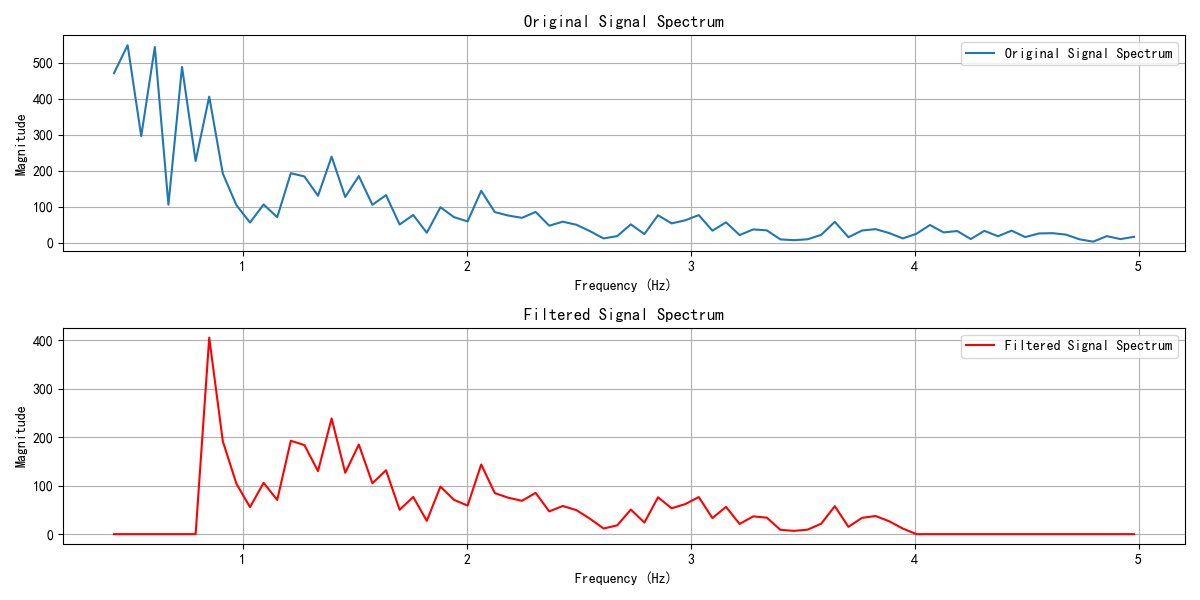 Original Signal Spectrum
Original Signal Spectrum
Magnitude
500
400
300
200
100
0
1
2
3
4
5
Frequency (Hz)
Filtered Signal Spectrum
Filtered Signal Spectrum
Magnitude
400
300
200
100
0
1
2
3
4
5
Frequency (Hz)